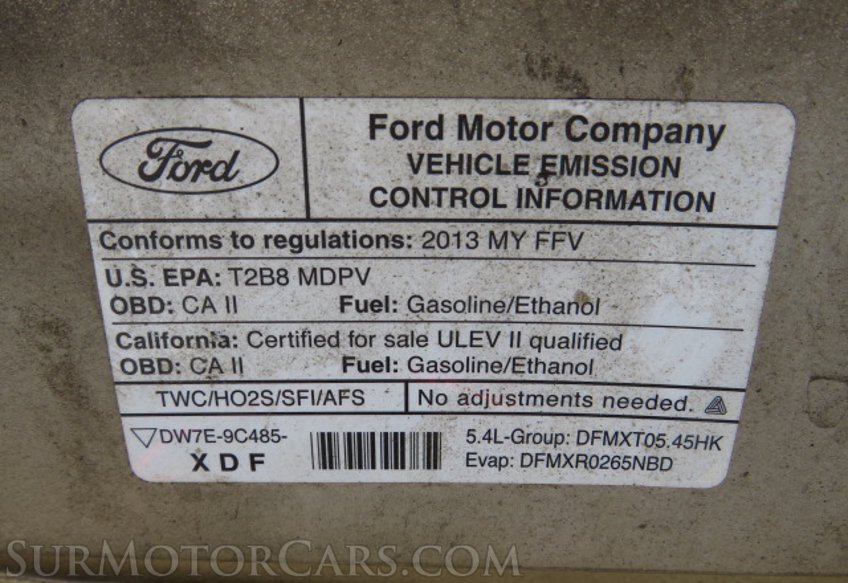 Ford
Ford Motor Company
VEHICLE EMISSION
CONTROL INFORMATION
Conforms to regulations: 2013 MY FFV
U.S. EPA: T2B8 MDPV
OBD: CA II Fuel: Gasoline/Ethanol
California: Certified for sale ULEV II qualified
OBD: CA II Fuel: Gasoline/Ethanol
TWC/HO2S/SFI/AFS No adjustments needed.
DW7E-9C485-
XDF
5.4L-Group: DFMXT05.45HK
Evap: DFMXR0265NBD
SURMOTORCARS.COM